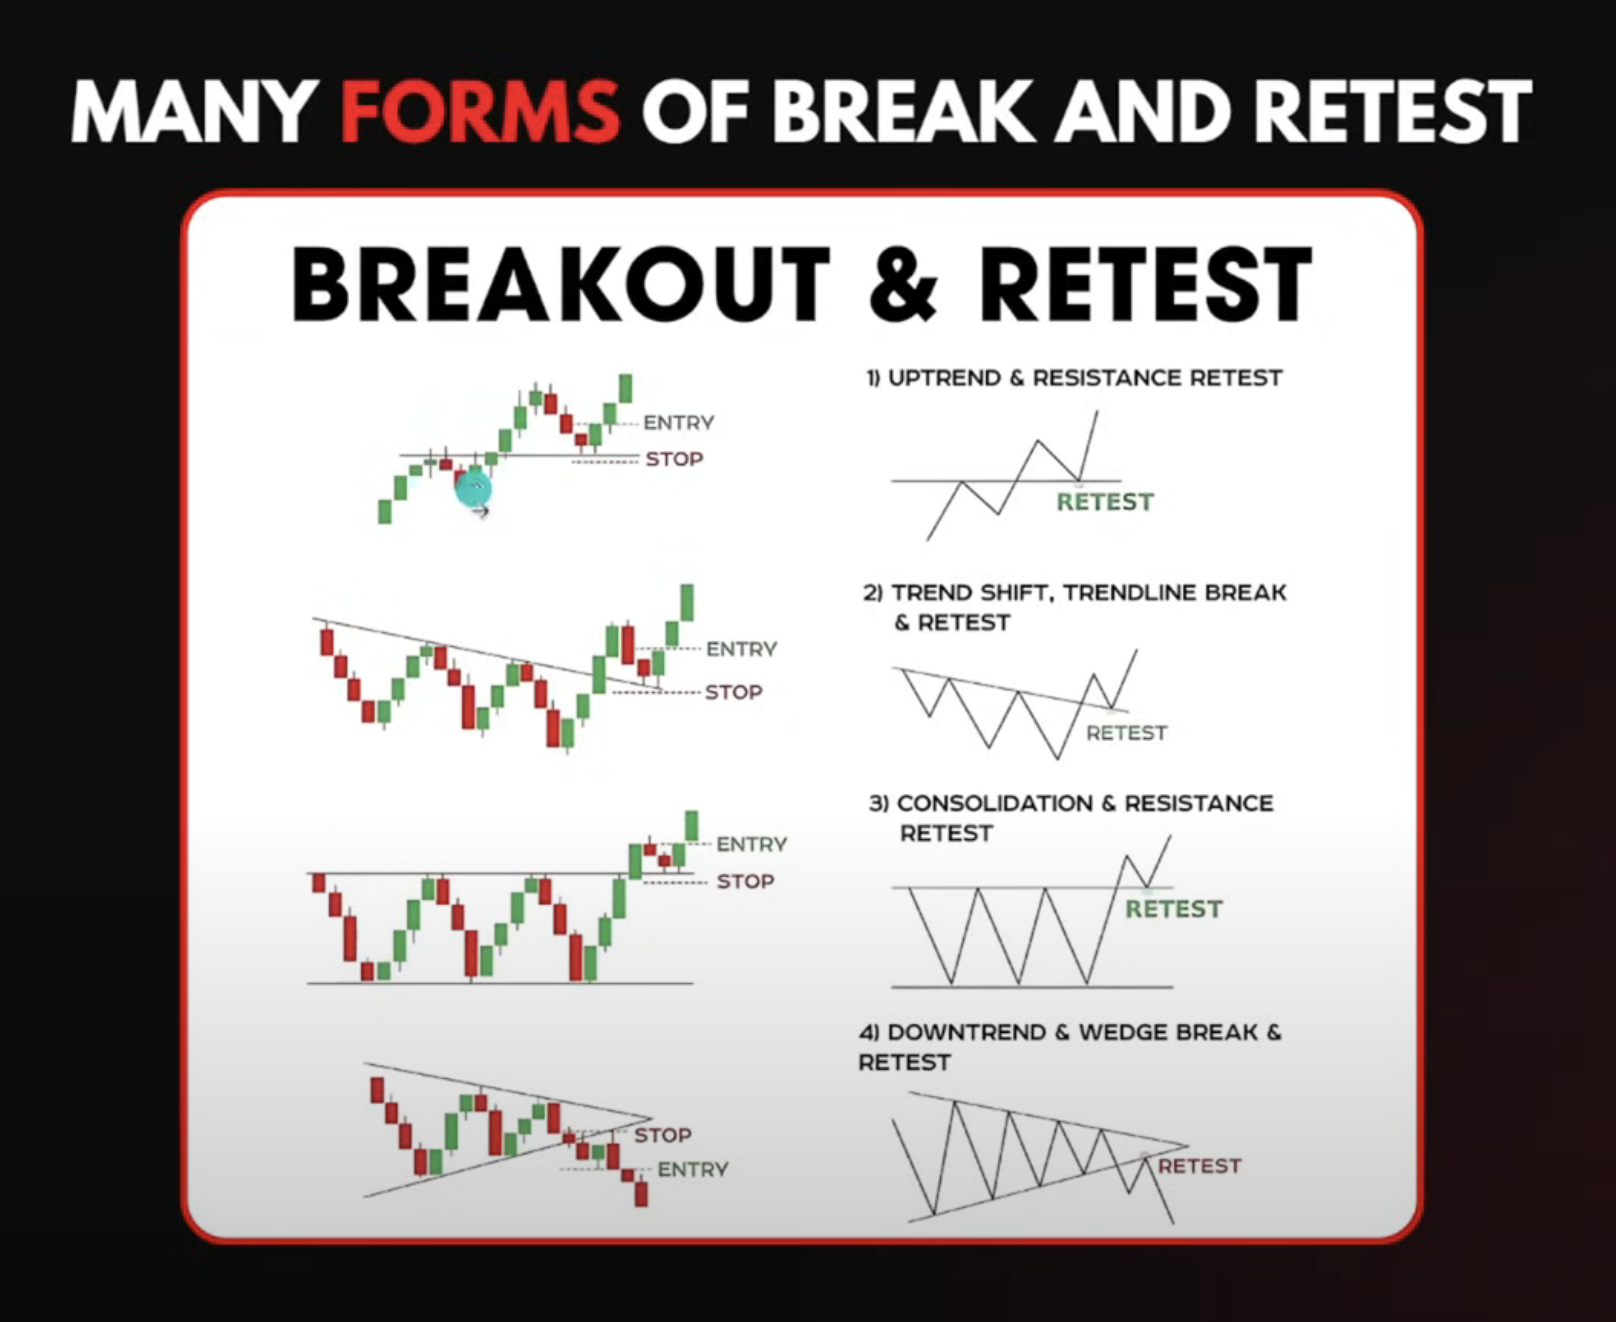 MANY FORMS OF BREAK AND RETEST
BREAKOUT & RETEST
ENTRY
STOP
1) UPTREND & RESISTANCE RETEST
RETEST
ENTRY
STOP
2) TREND SHIFT, TRENDLINE BREAK
& RETEST
RETEST
ENTRY
STOP
3) CONSOLIDATION & RESISTANCE
RETEST
RETEST
STOP
ENTRY
4) DOWNTREND & WEDGE BREAK &
RETEST
RETEST